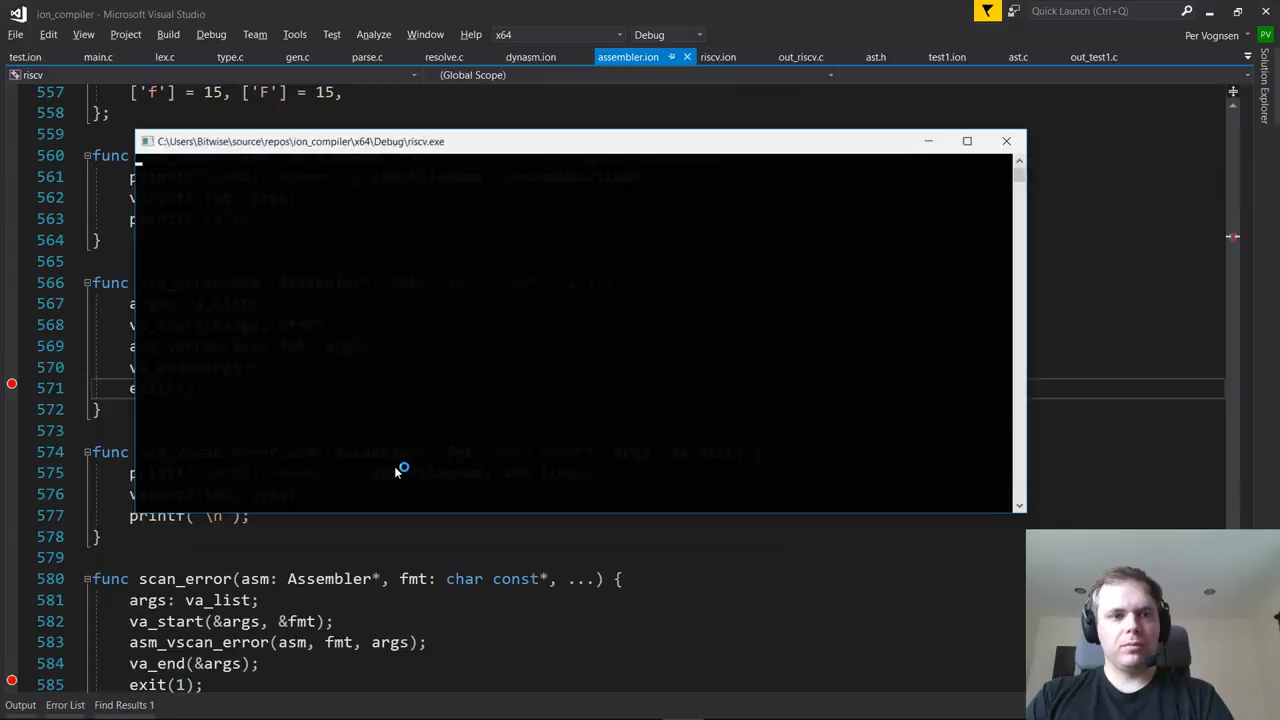 ion_compiler - Microsoft Visual Studio
Quick Launch (Ctrl+Q)
File Edit View Project Build Debug Team Tools Test Analyze Window Help x64 Debug
Per Vognsen PV
test.ion main.c lex.c type.c gen.c parse.c resolve.c dynasm.ion assembler.ion riscv.ion out_riscv.c ast.h test1.ion ast.c out_test1.c
riscv (Global Scope)
Solution Explorer
557 ['f'] = 15, ['F'] = 15,
558 };
559
C:\Users\Bitwise\source\repos\ion_compiler\x64\Debug\riscv.exe
560 func
561 p
562 v
563 p
564 }
565
566 func
567 a
568 v
569 a
570 v
571 e
572 }
573
574 func
575 p
576 v
577 printf("\n");
578 }
579
580 func scan_error(asm: Assembler*, fmt: char const*, ...) {
581 args: va_list;
582 va_start(&args, &fmt);
583 asm_vscan_error(asm, fmt, args);
584 va_end(&args);
585 exit(1);
Output Error List Find Results 1